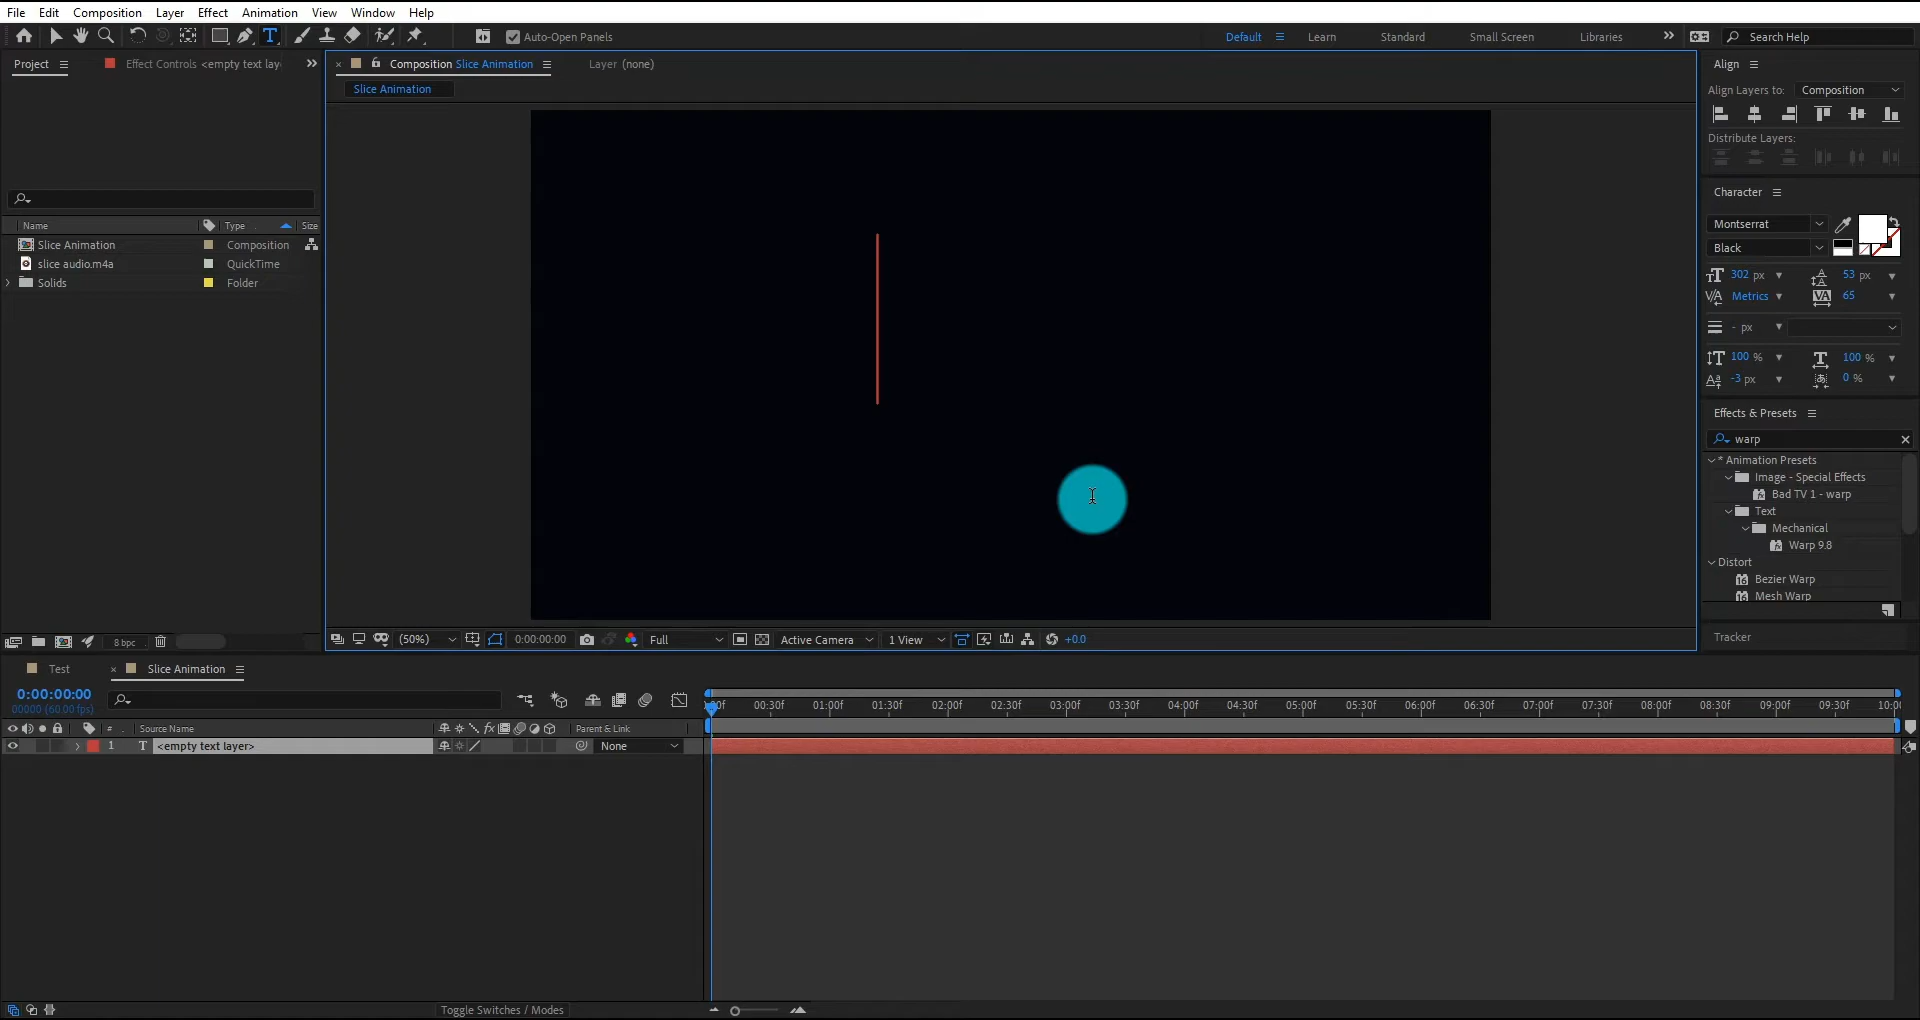 File Edit Composition Layer Effect Animation View Window Help
Auto-Open Panels
Default Learn Standard Small Screen Libraries Search Help
Project Effect Controls <empty text lay
Composition Slice Animation Layer (none)
Slice Animation
Name Type Size
Slice Animation Composition
slice audio.m4a QuickTime
Solids Folder
8 bpc
(50%) 0:00:00:00 Full Active Camera 1 View +0.0
Align
Align Layers to: Composition
Distribute Layers:
Character
Montserrat
Black
302 px 53 px
Metrics 65
- px
100 % 100 %
-3 px 0 %
Effects & Presets
warp
* Animation Presets
Image - Special Effects
Bad TV 1 - warp
Text
Mechanical
Warp 9.8
Distort
Bezier Warp
Mesh Warp
Tracker
Test Slice Animation
0:00:00:00
00000 (60.00 fps)
00:30f 01:00f 01:30f 02:00f 02:30f 03:00f 03:30f 04:00f 04:30f 05:00f 05:30f 06:00f 06:30f 07:00f 07:30f 08:00f 08:30f 09:00f 09:30f 10:00
# Source Name Parent & Link
1 T <empty text layer> None
Toggle Switches / Modes